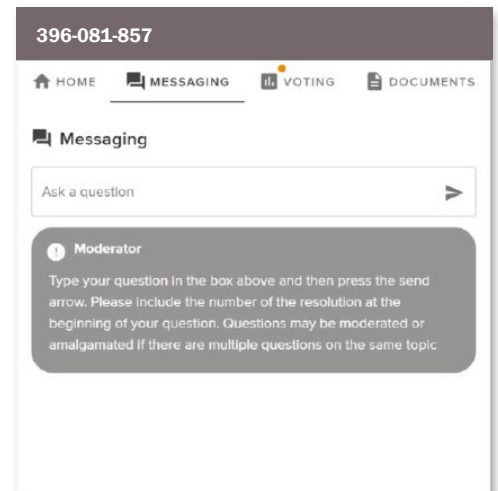 396-081-857
HOME MESSAGING VOTING DOCUMENTS
Messaging
Ask a question
Moderator
Type your question in the box above and then press the send
arrow. Please include the number of the resolution at the
beginning of your question. Questions may be moderated or
amalgamated if there are multiple questions on the same topic